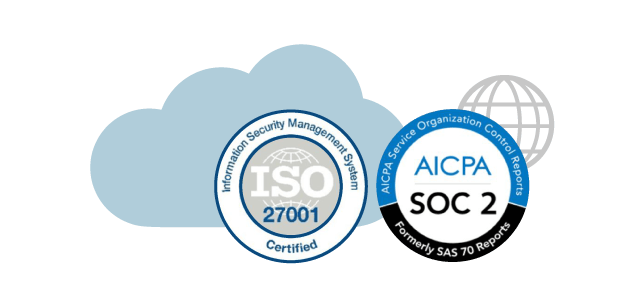 Information Security Management System
ISO
27001
Certified
AICPA Service Organization Control Reports
AICPA
SOC 2
Formerly SAS 70 Reports